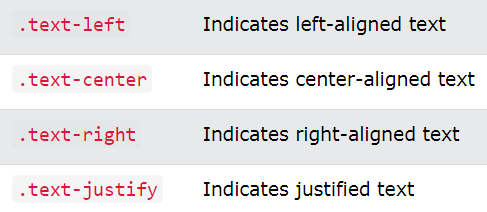 .text-left Indicates left-aligned text
.text-center Indicates center-aligned text
.text-right Indicates right-aligned text
.text-justify Indicates justified text